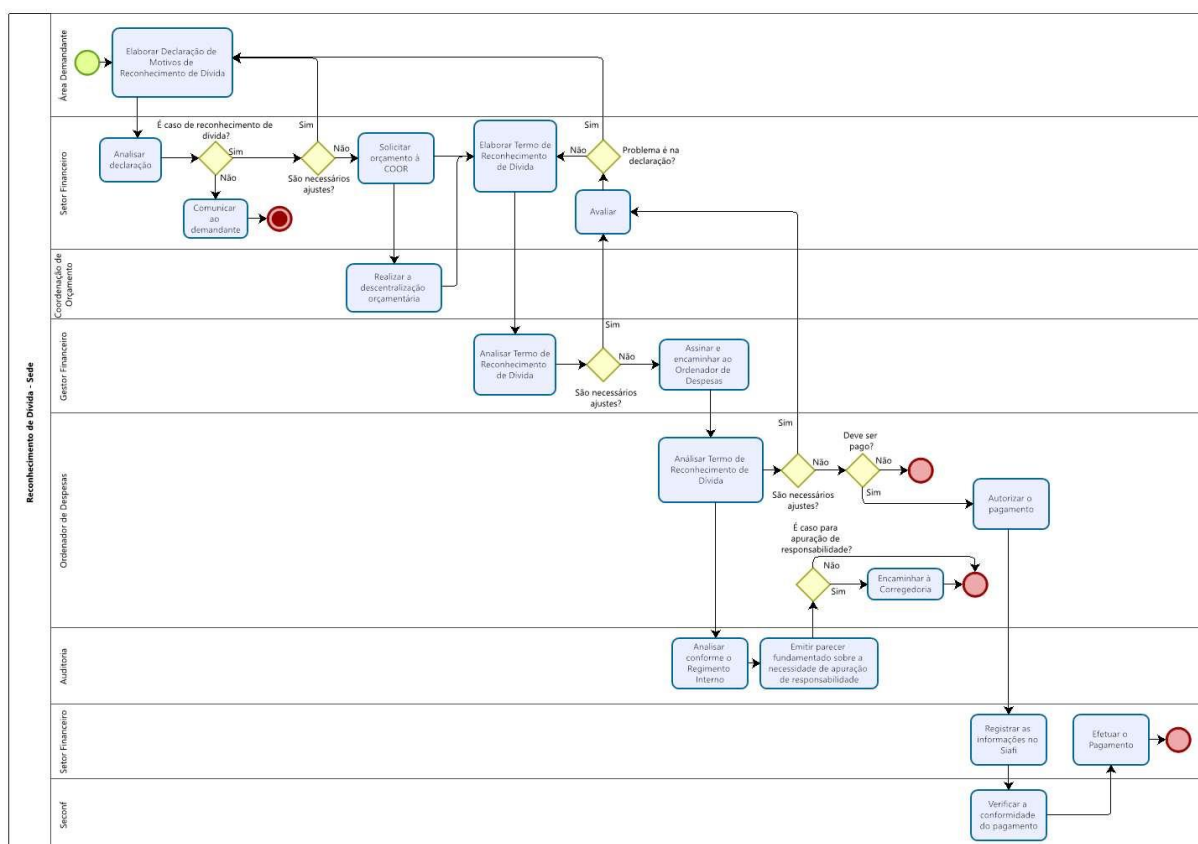 Reconhecimento de Dívida - Sede
Área Demandante
Elaborar Declaração de
Motivos de
Reconhecimento de Dívida
Setor Financeiro
Analisar
declaração
É caso de reconhecimento de
dívida?
Sim
Não
Comunicar
ao
demandante
Sim
Não
São necessários
ajustes?
Solicitar
orçamento à
COOR
Elaborar Termo de
Reconhecimento
de Dívida
Sim
Não
Problema é na
declaração?
Avaliar
Coordenação de
Orçamento
Realizar a
descentralização
orçamentária
Gestor Financeiro
Analisar Termo de
Reconhecimento
de Dívida
Sim
Não
São necessários
ajustes?
Assinar e
encaminhar ao
Ordenador de
Despesas
Ordenador de Despesas
Análisar Termo de
Reconhecimento de
Dívida
Sim
Não
São necessários
ajustes?
Deve ser
pago?
Não
Sim
Autorizar o
pagamento
É caso para
apuração de
responsabilidade?
Não
Sim
Encaminhar à
Corregedoria
Auditoria
Analisar
conforme o
Regimento
Interno
Emitir parecer
fundamentado sobre a
necessidade de apuração
de responsabilidade
Setor Financeiro
Registrar as
informações no
Siafi
Efetuar o
Pagamento
Seconf
Verificar a
conformidade
do pagamento